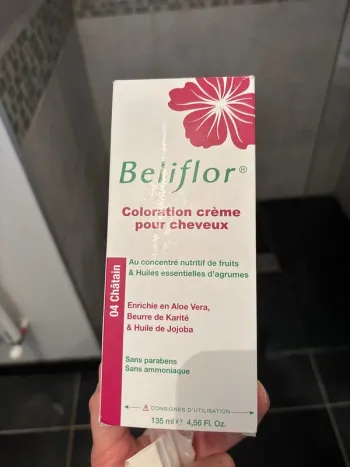 Beliflor®
Coloration crème
pour cheveux
Au concentré nutritif de fruits
& Huiles essentielles d'agrumes
04 Châtain
Enrichie en Aloe Vera,
Beurre de Karité
& Huile de Jojoba
Sans parabens
Sans ammoniaque
CONSIGNES D'UTILISATION
135 ml ℮ 4,56 Fl. Oz.